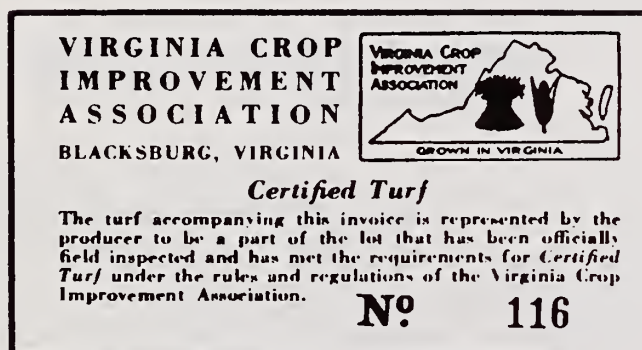 VIRGINIA CROP
IMPROVEMENT
ASSOCIATION
BLACKSBURG, VIRGINIA
VIRGINIA CROP
IMPROVEMENT
ASSOCIATION
GROWN IN VIRGINIA
Certified Turf
The turf accompanying this invoice is represented by the
producer to be a part of the lot that has been officially
field inspected and has met the requirements for Certified
Turf under the rules and regulations of the Virginia Crop
Improvement Association.
Nº 116